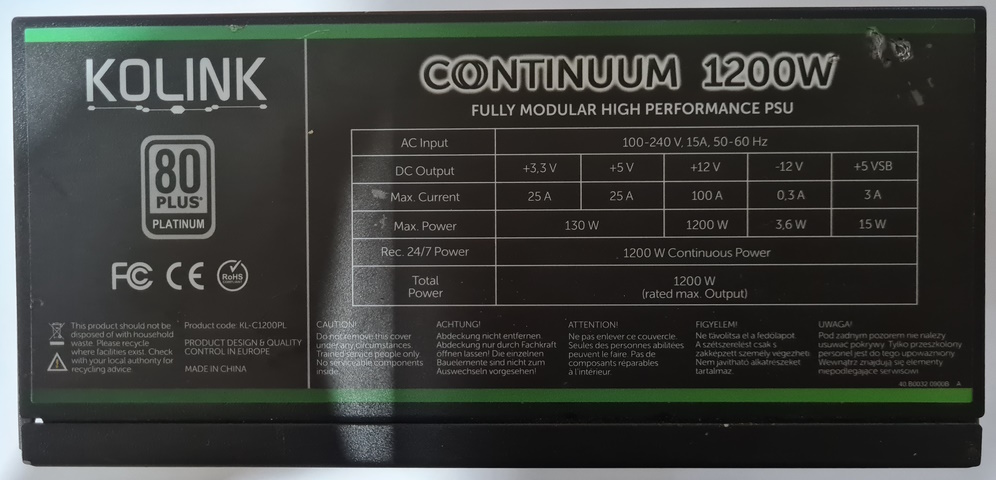 KOLINK
80
PLUS
PLATINUM
FC CE RoHS
This product should not be
disposed of with household
waste. Please recycle
where facilities exist. Check
with your local authority for
recycling advice
Product code: KL-C1200PL
PRODUCT DESIGN & QUALITY
CONTROL IN EUROPE
MADE IN CHINA
CONTINUUM 1200W
FULLY MODULAR HIGH PERFORMANCE PSU
AC Input 100-240 V, 15A, 50-60 Hz
DC Output +3,3 V +5 V +12 V -12 V +5 VSB
Max. Current 25 A 25 A 100 A 0,3 A 3 A
Max. Power 130 W 1200 W 3,6 W 15 W
Rec. 24/7 Power 1200 W Continuous Power
Total
Power
1200 W
(rated max. Output)
CAUTION!
Do not remove this cover
under any circumstances
Trained service people only.
No serviceable components
inside.
ACHTUNG!
Abdeckung nicht entfernen
Abdeckung nur durch Fachkraft
öffnen lassen! Die einzelnen
Bauelemente sind nicht zum
Auswechseln vorgesehen!
ATTENTION!
Ne pas enlever ce couvercle.
Seules des personnes abilitées
peuvent le faire. Pas de
composants réparables
à l'intérieur.
FIGYELEM!
Ne távolítsa el a fedőlapot.
A szétszerelést csak s
zakképzett személy végezheti.
Nem javítható alkatrészeket
tartalmaz.
UWAGA!
Pod żadnym pozorem nie należy
usuwać pokrywy. Tylko przeszkolony
personel jest do tego upoważniony.
Wewnątrz znajdują się elementy
niepodlegające serwisowi
40.B0032.0900B A